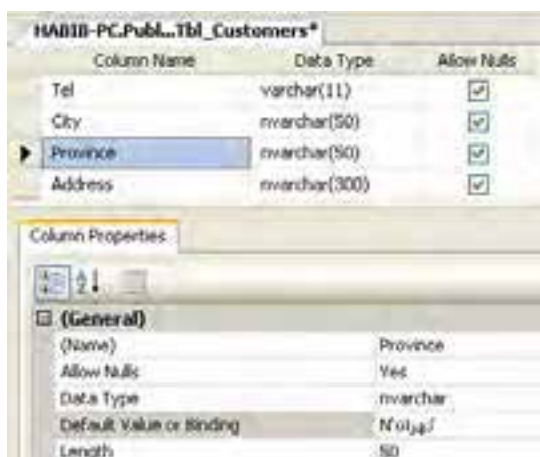 HABIB-PC.Publ...Tbl_Customers*
Column Name Data Type Allow Nulls
Tel varchar(11)
City nvarchar(50)
Province nvarchar(50)
Address nvarchar(300)
Column Properties
(General)
(Name) Province
Allow Nulls Yes
Data Type nvarchar
Default Value or Binding N'تهران'
Length 50